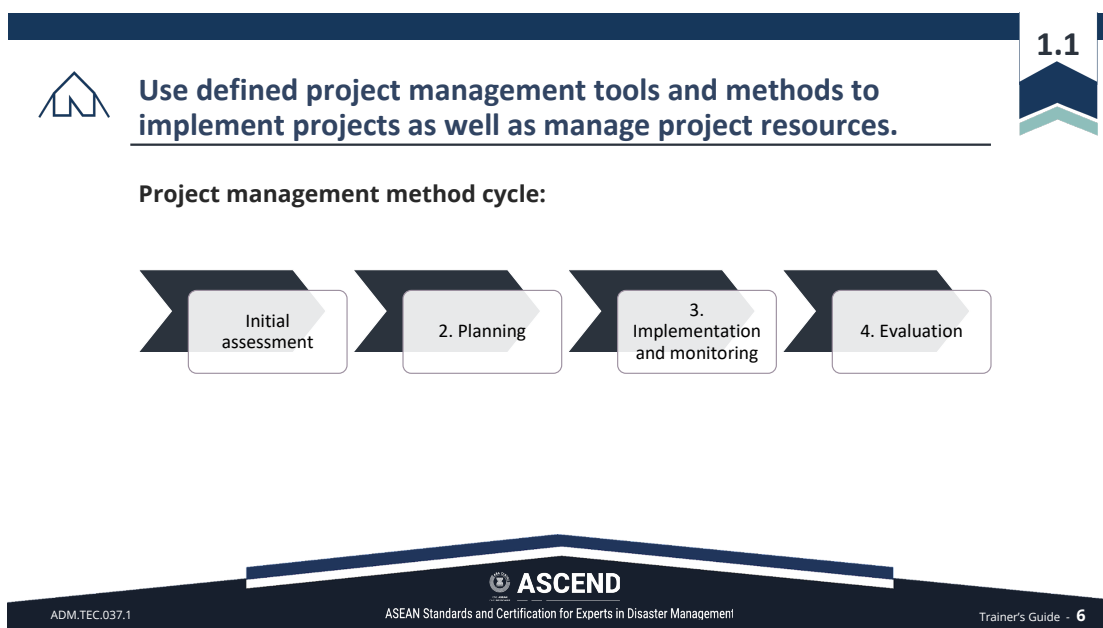 1.1
Use defined project management tools and methods to
implement projects as well as manage project resources.
Project management method cycle:
Initial
assessment
2. Planning
3.
Implementation
and monitoring
4. Evaluation
ASCEND
ADM.TEC.037.1
ASEAN Standards and Certification for Experts in Disaster Management
Trainer's Guide - 6